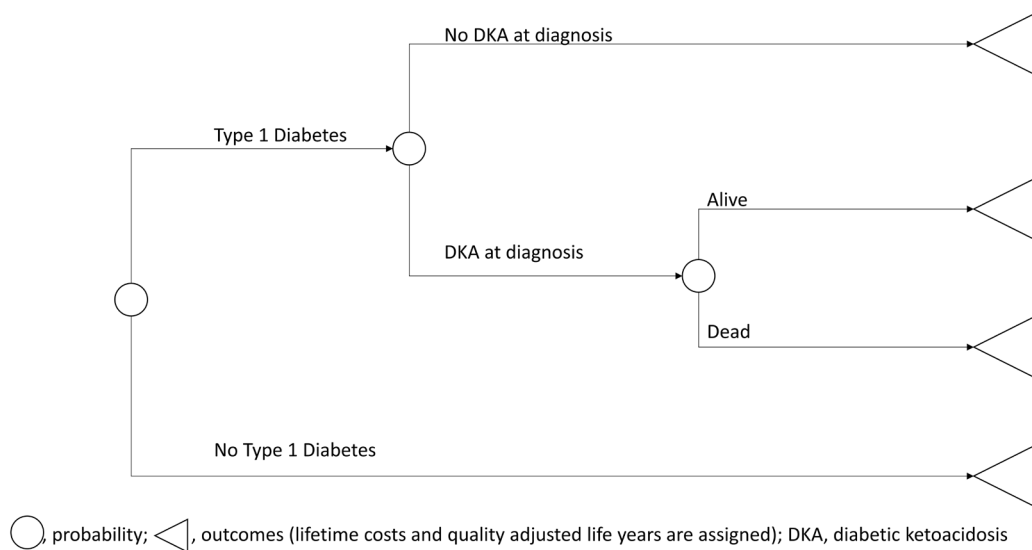 No DKA at diagnosis
Type 1 Diabetes
Alive
DKA at diagnosis
Dead
No Type 1 Diabetes
, probability; , outcomes (lifetime costs and quality adjusted life years are assigned); DKA, diabetic ketoacidosis